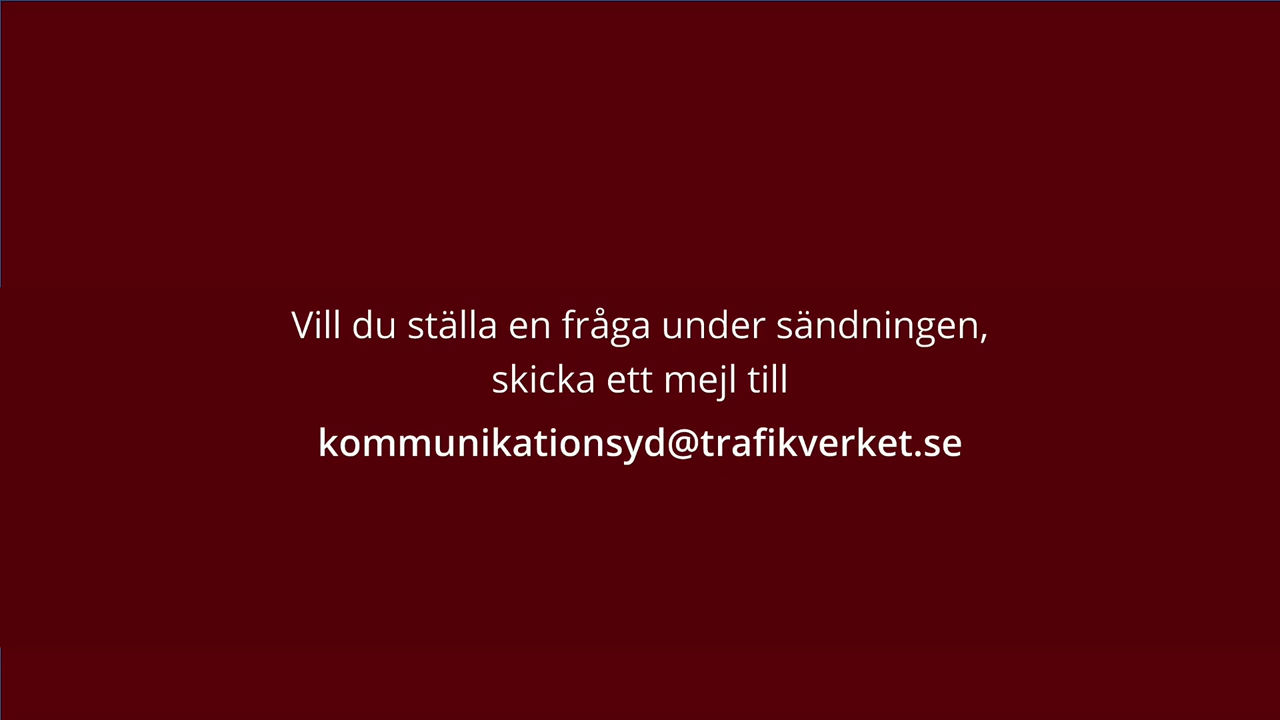 Vill du ställa en fråga under sändningen,
skicka ett mejl till
kommunikationsyd@trafikverket.se